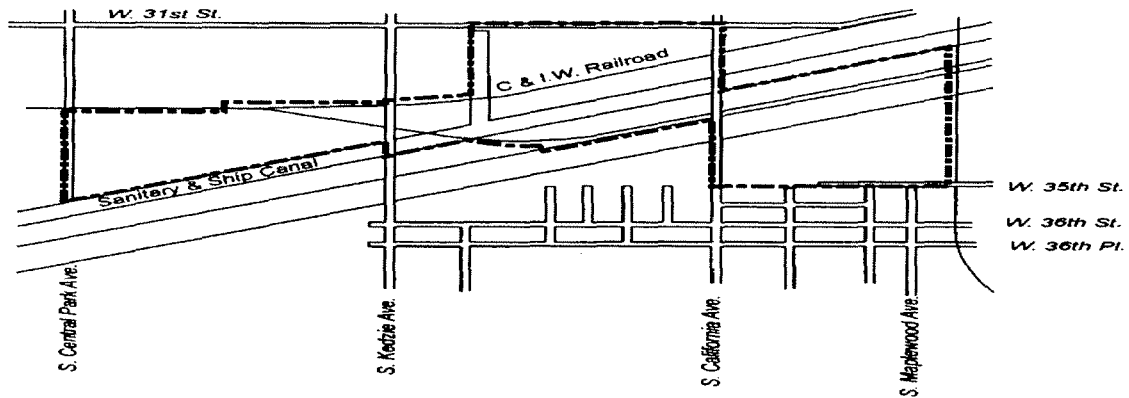 W. 31st St.
C & I.W. Railroad
Sanitary & Ship Canal
W. 35th St.
W. 36th St.
W. 36th Pl.
S. Central Park Ave.
S. Kedzie Ave.
S. California Ave.
S. Maplewood Ave.